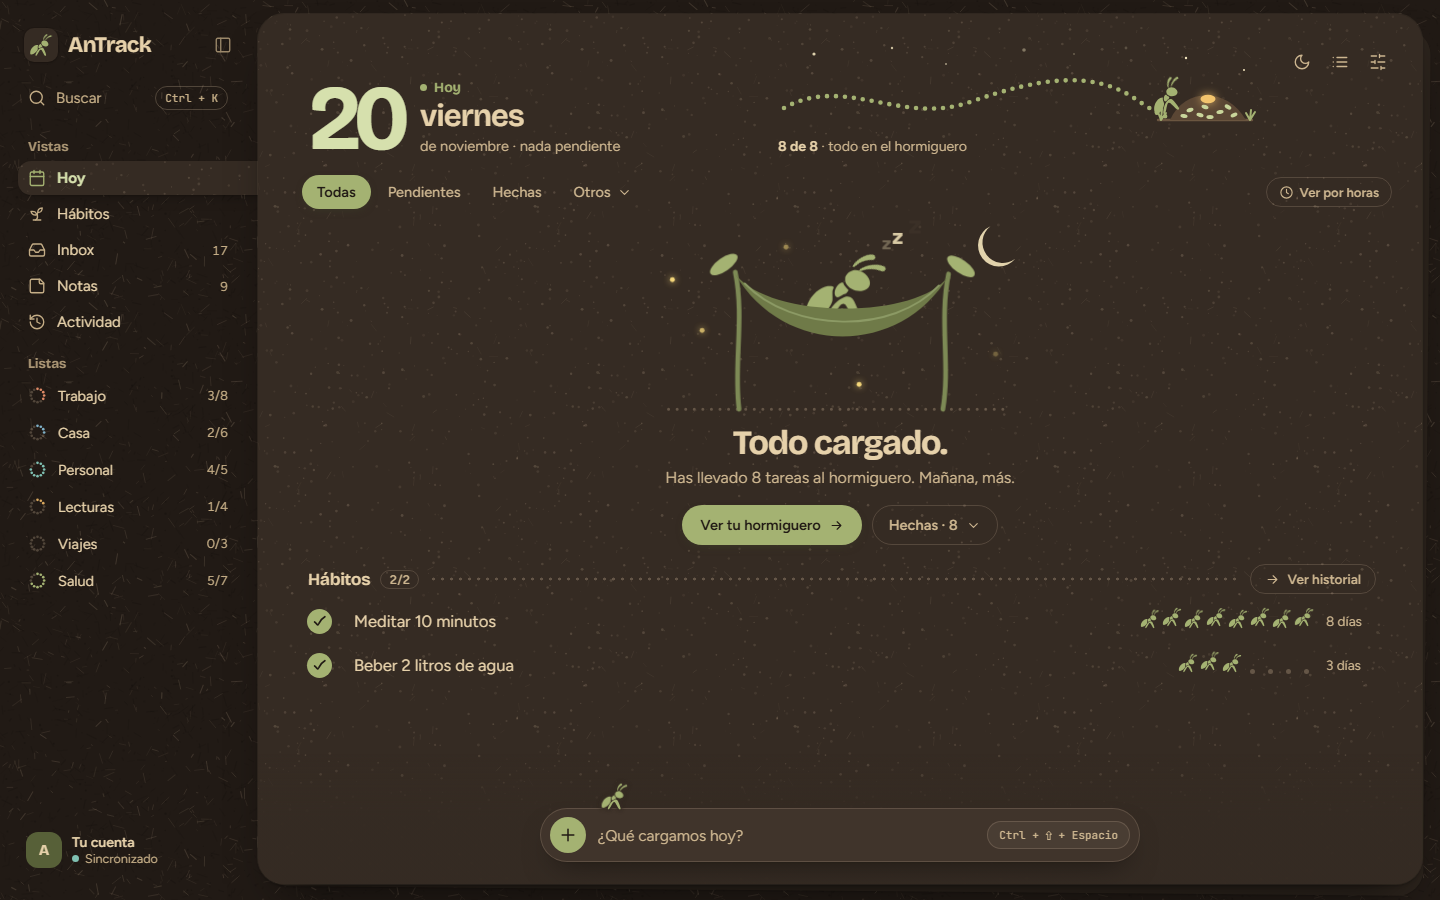 AnTrack
Buscar
Ctrl + K
Vistas
Hoy
Hábitos
Inbox 17
Notas 9
Actividad
Listas
Trabajo 3/8
Casa 2/6
Personal 4/5
Lecturas 1/4
Viajes 0/3
Salud 5/7
A
Tu cuenta
Sincronizado
20
Hoy
viernes
de noviembre · nada pendiente
8 de 8 · todo en el hormiguero
Todas Pendientes Hechas Otros
Ver por horas
z z
Todo cargado.
Has llevado 8 tareas al hormiguero. Mañana, más.
Ver tu hormiguero →
Hechas · 8
Hábitos 2/2
→ Ver historial
Meditar 10 minutos 8 días
Beber 2 litros de agua 3 días
¿Qué cargamos hoy?
Ctrl + ⇧ + Espacio